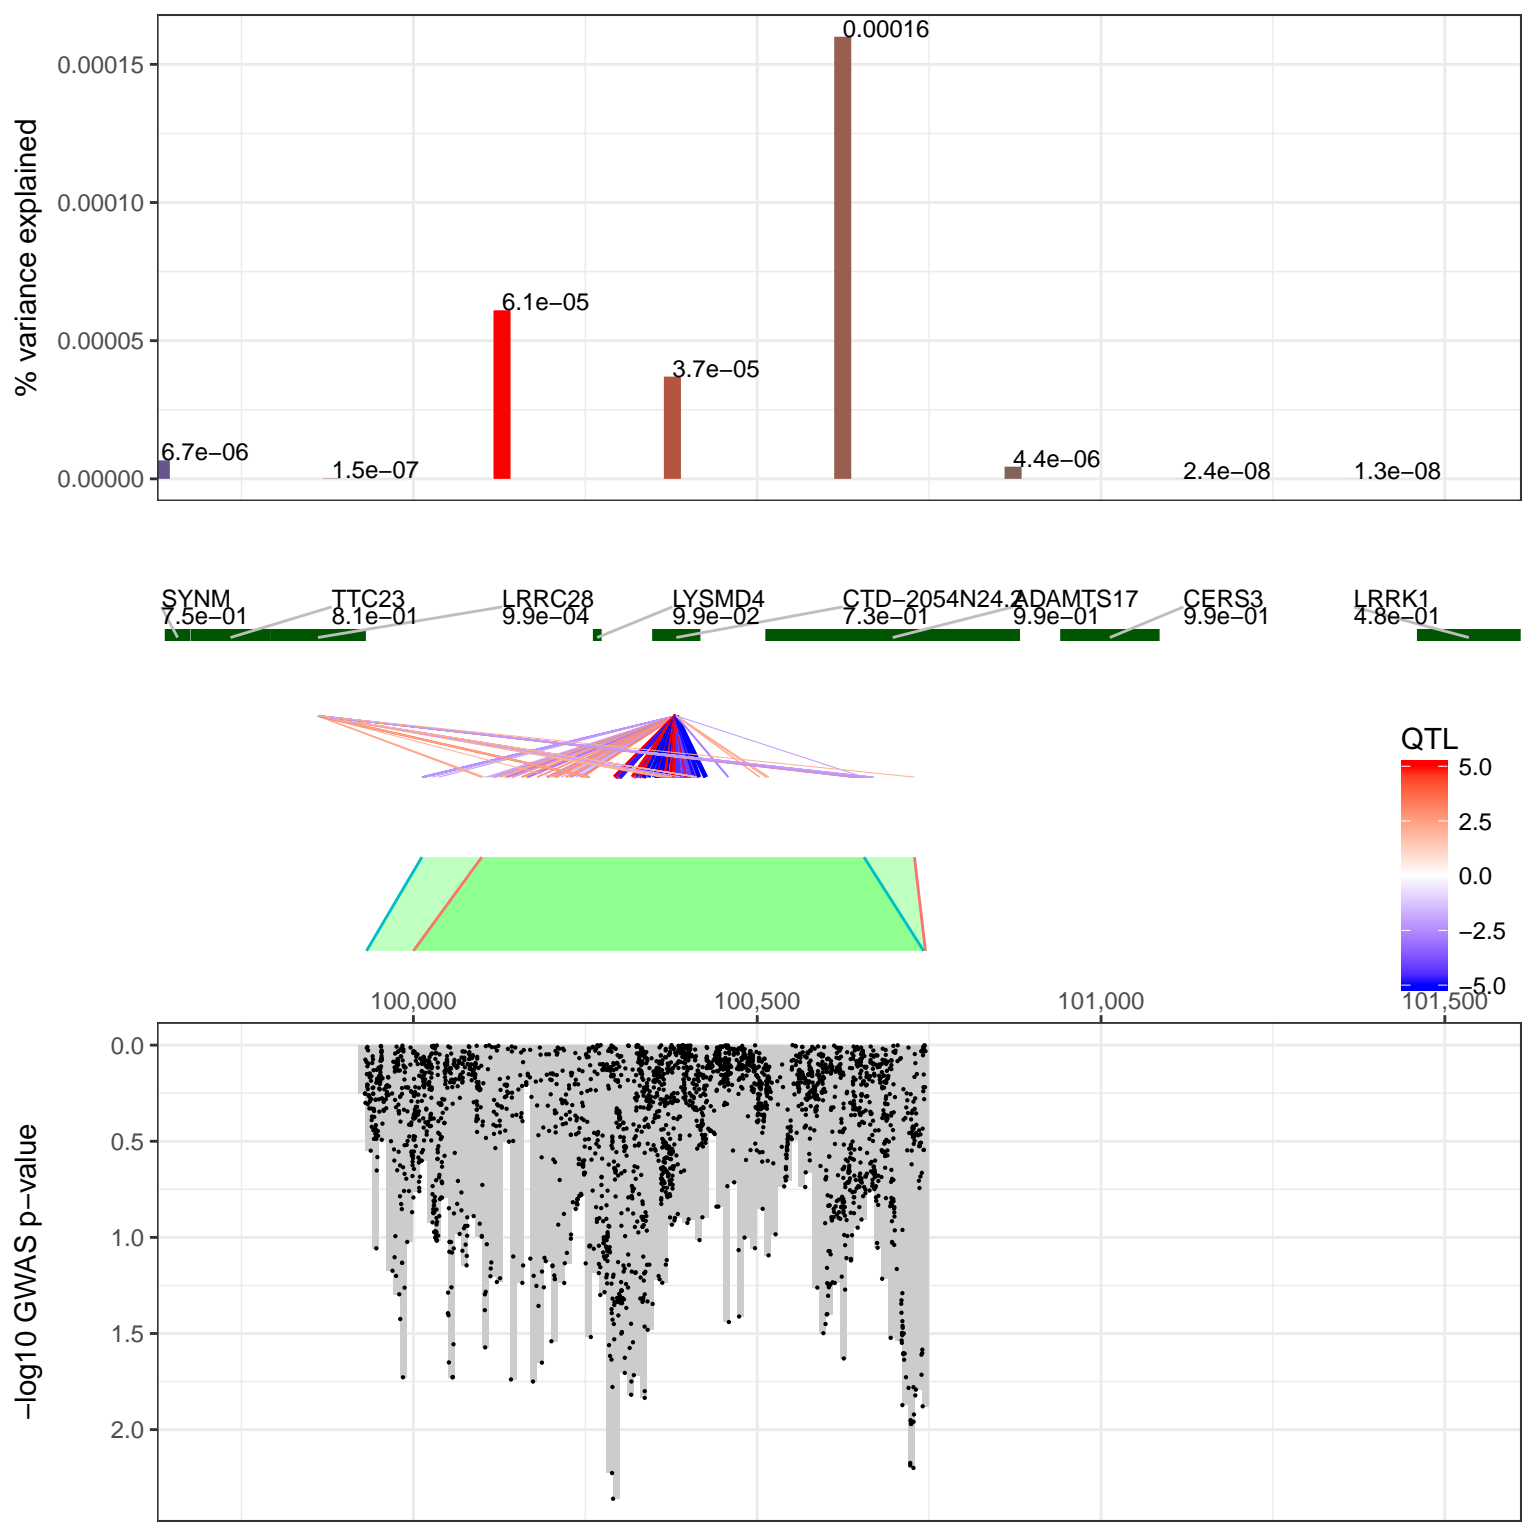 % variance explained
0.00015
0.00010
0.00005
0.00000
6.7e−06
1.5e−07
6.1e−05
3.7e−05
0.00016
4.4e−06
2.4e−08
1.3e−08
SYNM
7.5e−01
TTC23
8.1e−01
LRRC28
9.9e−04
LYSMD4
9.9e−02
CTD−2054N24.2
7.3e−01
ADAMTS17
9.9e−01
CERS3
9.9e−01
LRRK1
4.8e−01
QTL
5.0
2.5
0.0
−2.5
−5.0
100,000
100,500
101,000
101,500
−log10 GWAS p−value
0.0
0.5
1.0
1.5
2.0